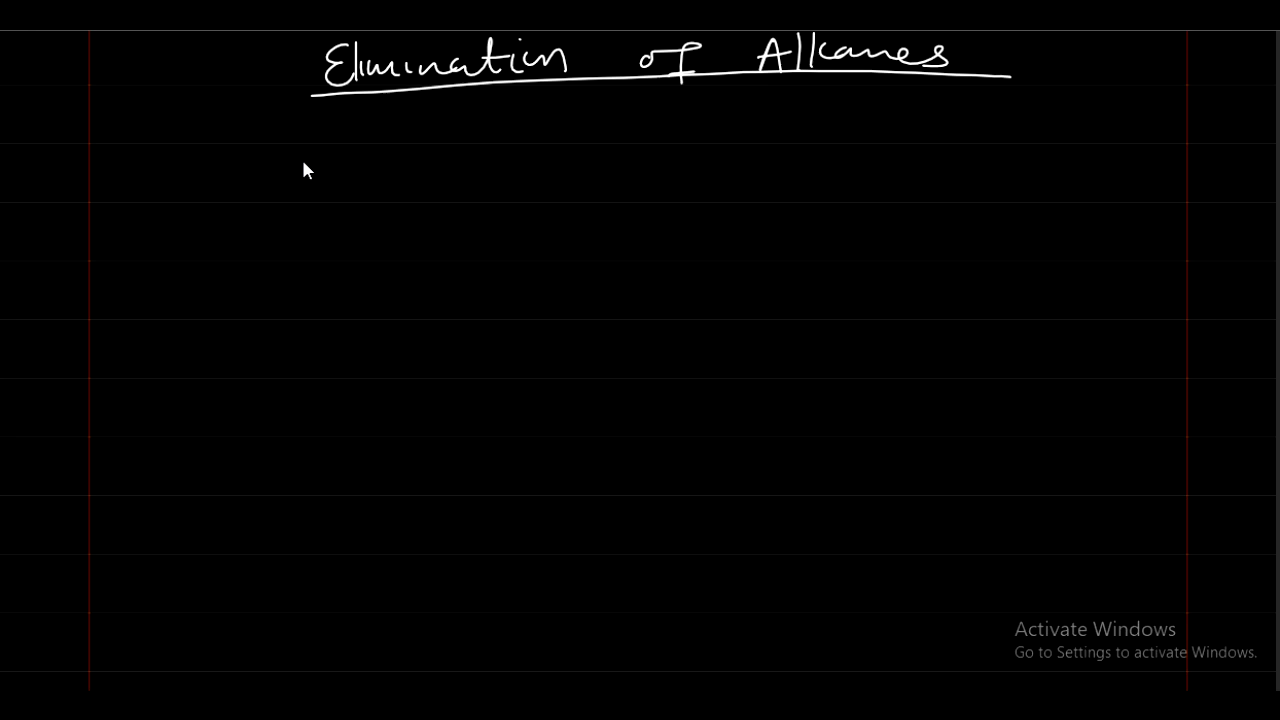 Elimination of Alkanes
Activate Windows
Go to Settings to activate Windows.